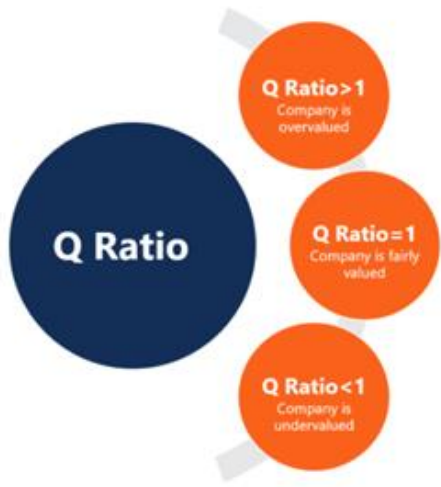 Q Ratio
Q Ratio>1
Company is
overvalued
Q Ratio=1
Company is fairly
valued
Q Ratio<1
Company is
undervalued